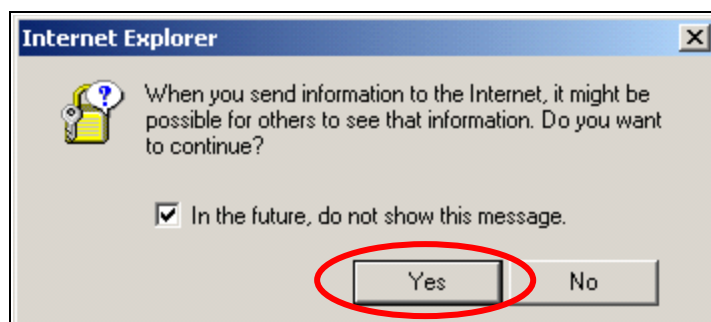 Internet Explorer
When you send information to the Internet, it might be
possible for others to see that information. Do you want
to continue?
In the future, do not show this message.
Yes
No